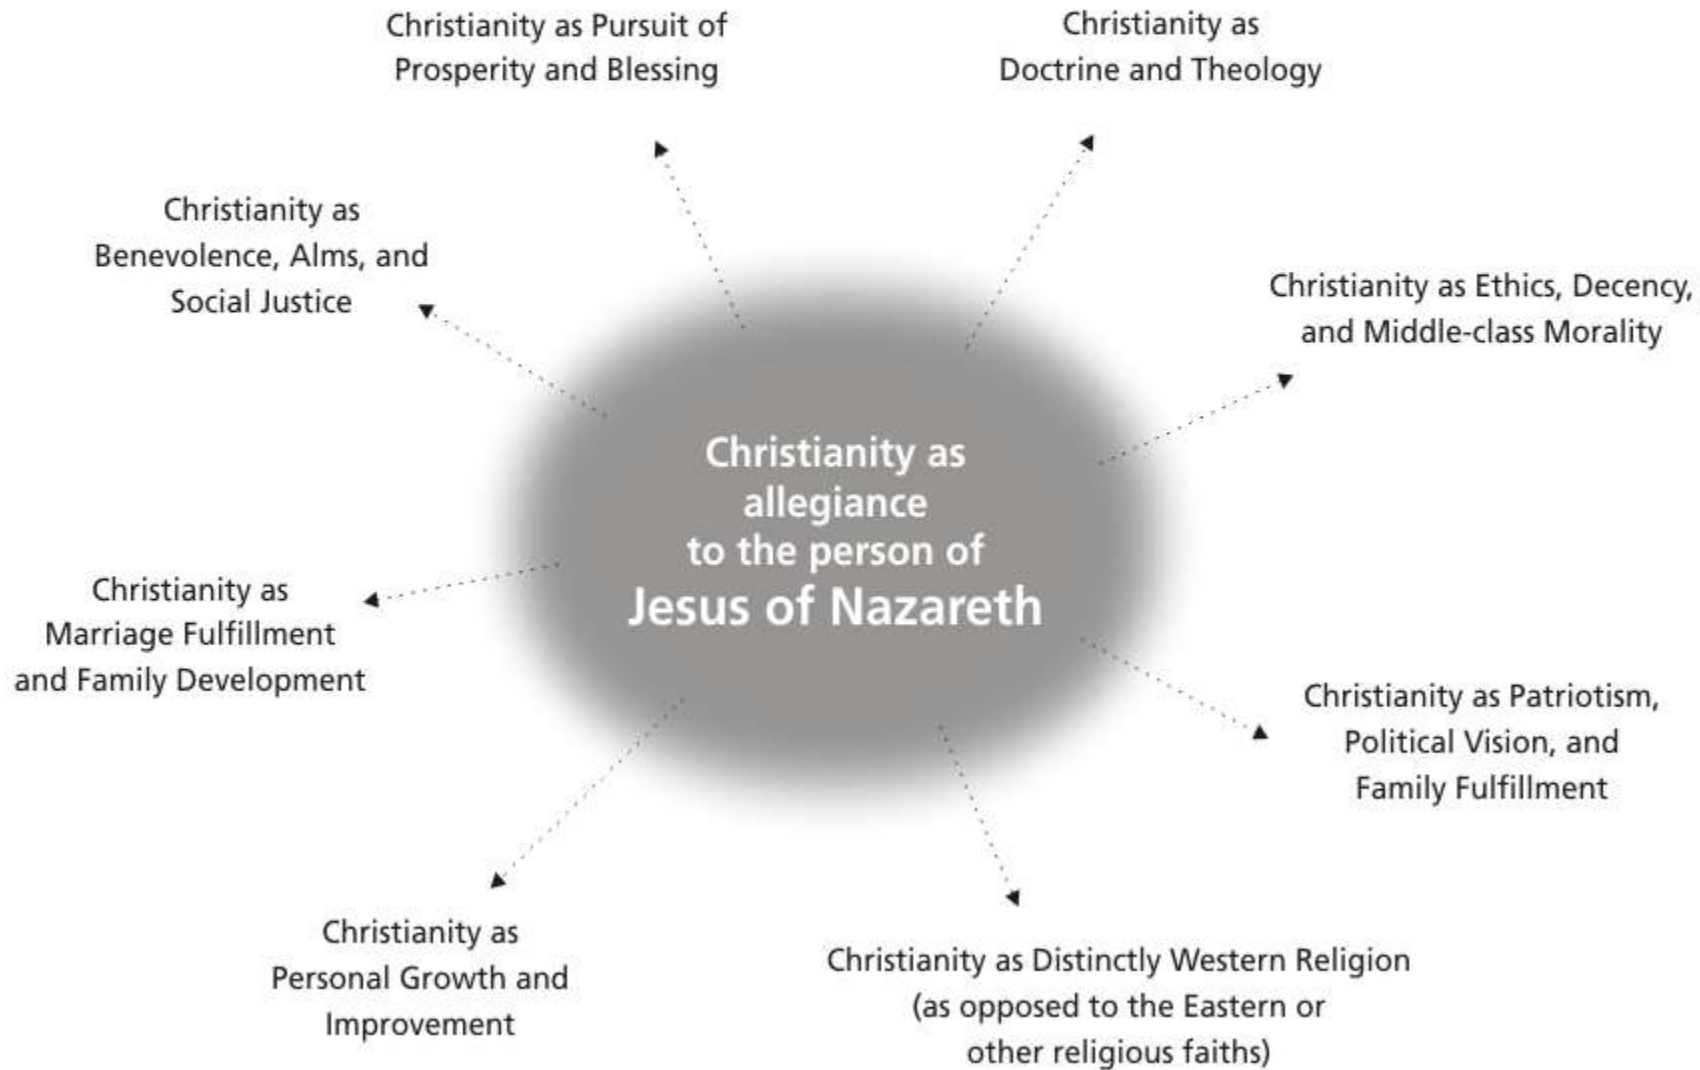 Christianity as Pursuit of
Prosperity and Blessing
Christianity as
Doctrine and Theology
Christianity as
Benevolence, Alms, and
Social Justice
Christianity as Ethics, Decency,
and Middle-class Morality
Christianity as
allegiance
to the person of
Jesus of Nazareth
Christianity as
Marriage Fulfillment
and Family Development
Christianity as Patriotism,
Political Vision, and
Family Fulfillment
Christianity as
Personal Growth and
Improvement
Christianity as Distinctly Western Religion
(as opposed to the Eastern or
other religious faiths)